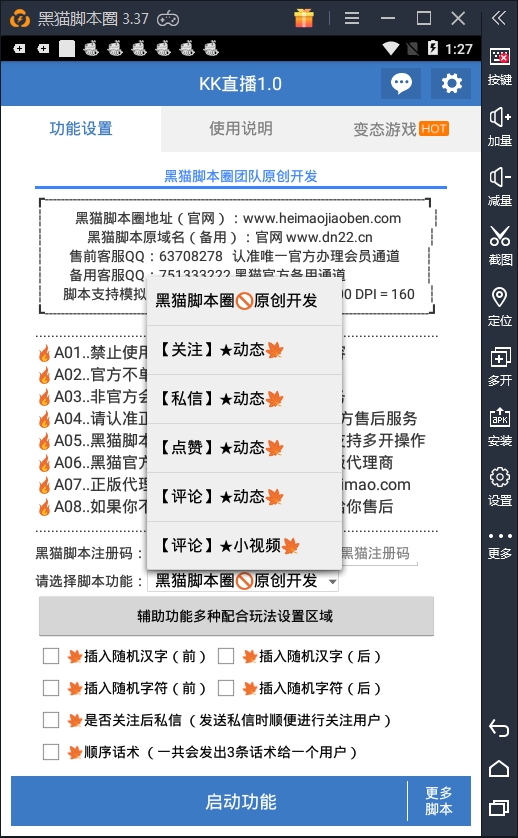 黑猫脚本圈 3.37
1:27
KK直播1.0
功能设置
使用说明
变态游戏 HOT
黑猫脚本圈团队原创开发
黑猫脚本圈地址（官网）：www.heimaojiaoben.com
黑猫脚本原域名（备用）：官网 www.dn22.cn
售前客服QQ：63708278 认准唯一官方办理会员通道
备用客服QQ：751333222 黑猫官方备用通道
脚本支持模拟 00 DPI = 160
黑猫脚本圈🚫原创开发
【关注】★动态🍁
【私信】★动态🍁
【点赞】★动态🍁
【评论】★动态🍁
【评论】★小视频🍁
🔥A01..禁止使用
🔥A02..官方不单
🔥A03..非官方会
🔥A04..请认准正 方售后服务
🔥A05..黑猫脚本 支持多开操作
🔥A06..黑猫官方 版代理商
🔥A07..正版代理 imao.com
🔥A08..如果你不 给你售后
黑猫脚本注册码： 黑猫注册码
请选择脚本功能： 黑猫脚本圈🚫原创开发
辅助功能多种配合玩法设置区域
🍁插入随机汉字（前） 🍁插入随机汉字（后）
🍁插入随机字符（前） 🍁插入随机字符（后）
🍁是否关注后私信（发送私信时顺便进行关注用户）
🍁顺序话术（一共会发出3条话术给一个用户）
启动功能
更多
脚本
按键
加量
减量
截图
定位
多开
APK
安装
设置
更多